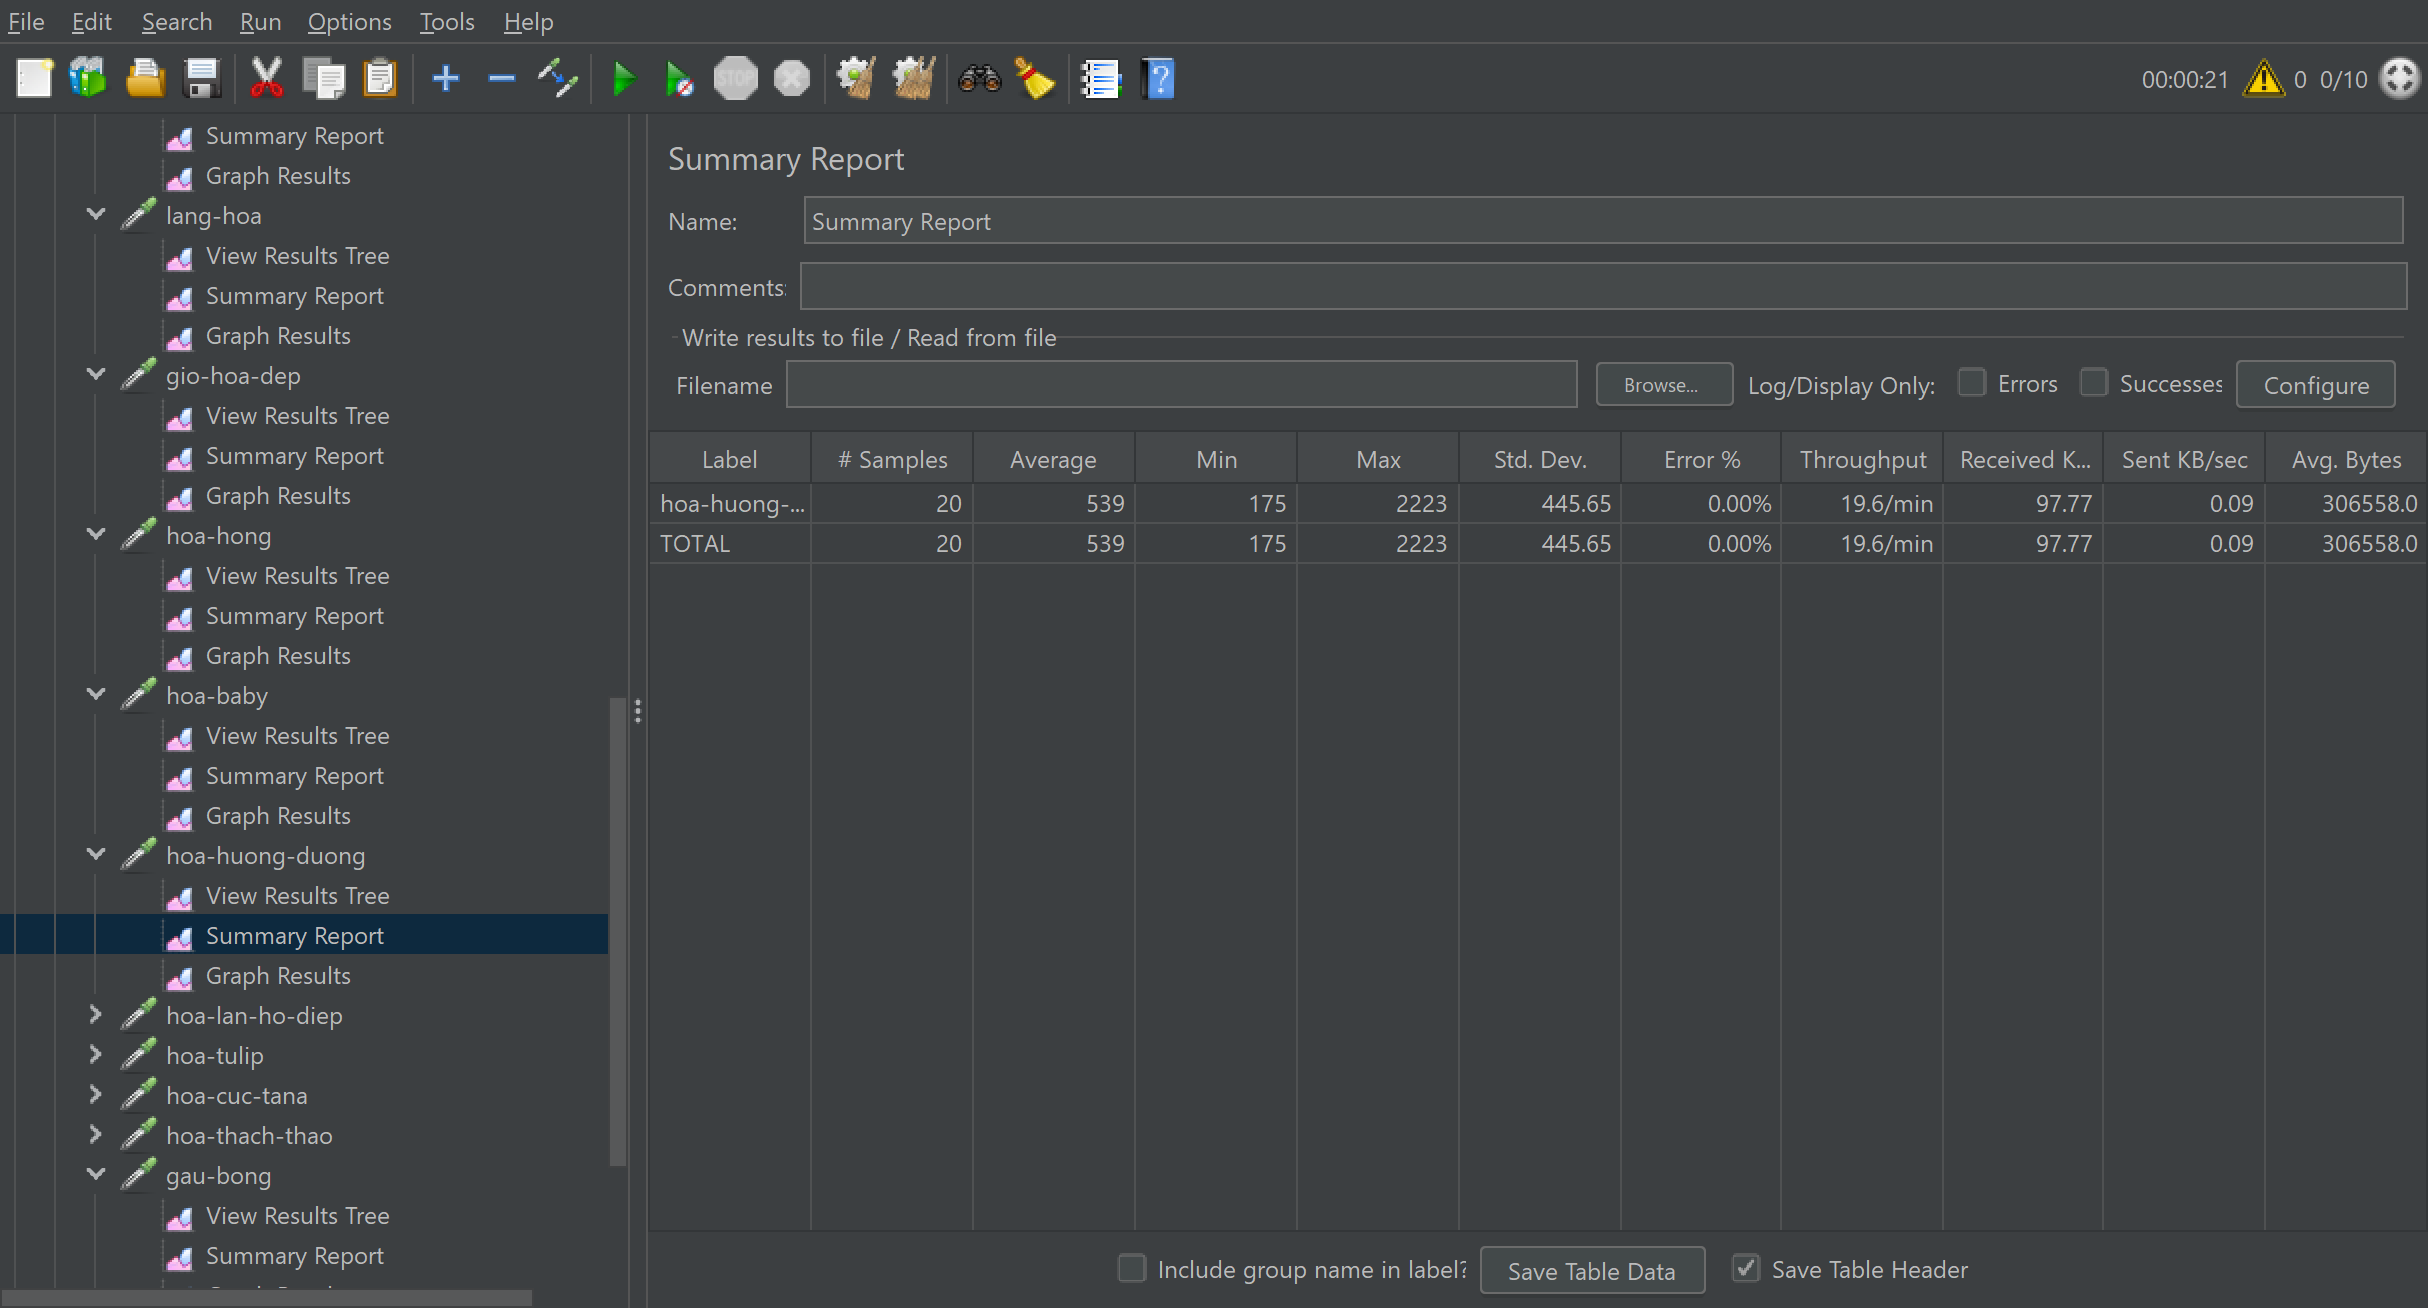 File Edit Search Run Options Tools Help
STOP
00:00:21 0 0/10
Summary Report
Graph Results
lang-hoa
View Results Tree
Summary Report
Graph Results
gio-hoa-dep
View Results Tree
Summary Report
Graph Results
hoa-hong
View Results Tree
Summary Report
Graph Results
hoa-baby
View Results Tree
Summary Report
Graph Results
hoa-huong-duong
View Results Tree
Summary Report
Graph Results
hoa-lan-ho-diep
hoa-tulip
hoa-cuc-tana
hoa-thach-thao
gau-bong
View Results Tree
Summary Report
Summary Report
Name: Summary Report
Comments:
Write results to file / Read from file
Filename Browse... Log/Display Only: Errors Successes Configure
Label # Samples Average Min Max Std. Dev. Error % Throughput Received K... Sent KB/sec Avg. Bytes
hoa-huong-... 20 539 175 2223 445.65 0.00% 19.6/min 97.77 0.09 306558.0
TOTAL 20 539 175 2223 445.65 0.00% 19.6/min 97.77 0.09 306558.0
Include group name in label? Save Table Data Save Table Header